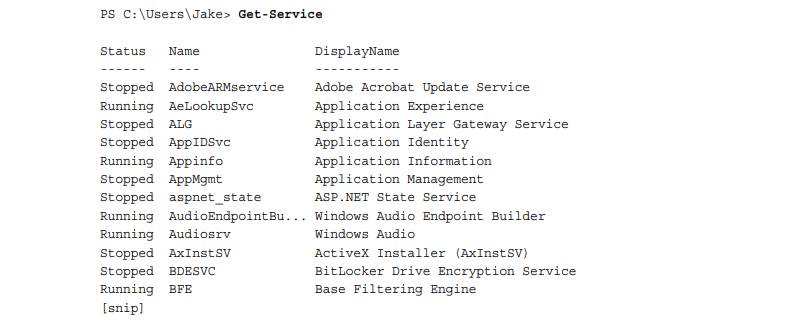 PS C:\Users\Jake> Get-Service
Status   Name               DisplayName
------   ----               -----------
Stopped  AdobeARMservice    Adobe Acrobat Update Service
Running  AeLookupSvc        Application Experience
Stopped  ALG                Application Layer Gateway Service
Stopped  AppIDSvc           Application Identity
Running  Appinfo            Application Information
Stopped  AppMgmt            Application Management
Stopped  aspnet_state       ASP.NET State Service
Running  AudioEndpointBu... Windows Audio Endpoint Builder
Running  Audiosrv           Windows Audio
Stopped  AxInstSV           ActiveX Installer (AxInstSV)
Stopped  BDESVC             BitLocker Drive Encryption Service
Running  BFE                Base Filtering Engine
[snip]